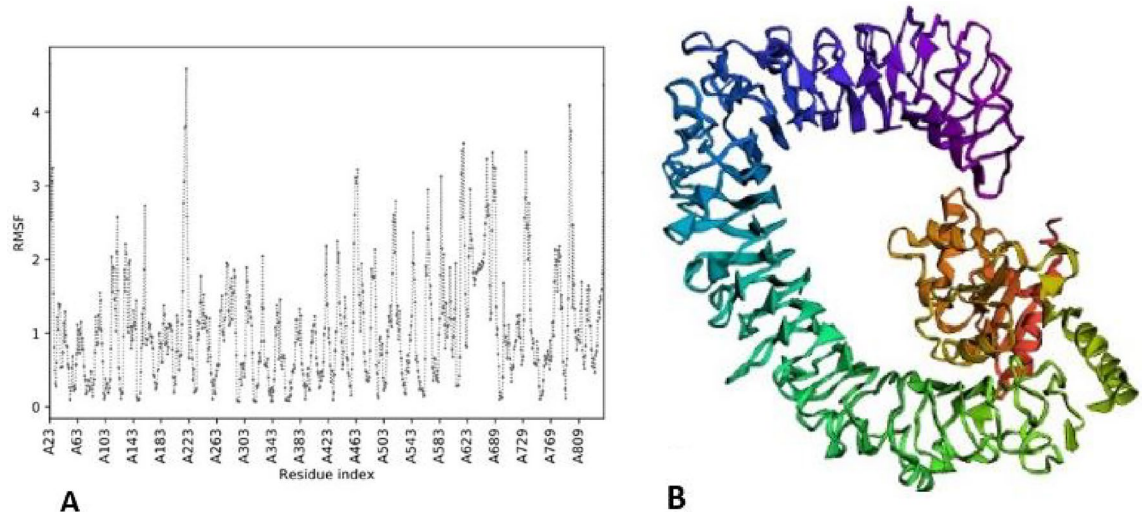 4
3
2
1
0
RMSF
A23
A63
A103
A143
A183
A223
A263
A303
A343
A383
A423
A463
A503
A543
A583
A623
A689
A729
A769
A809
Residue index
A
B